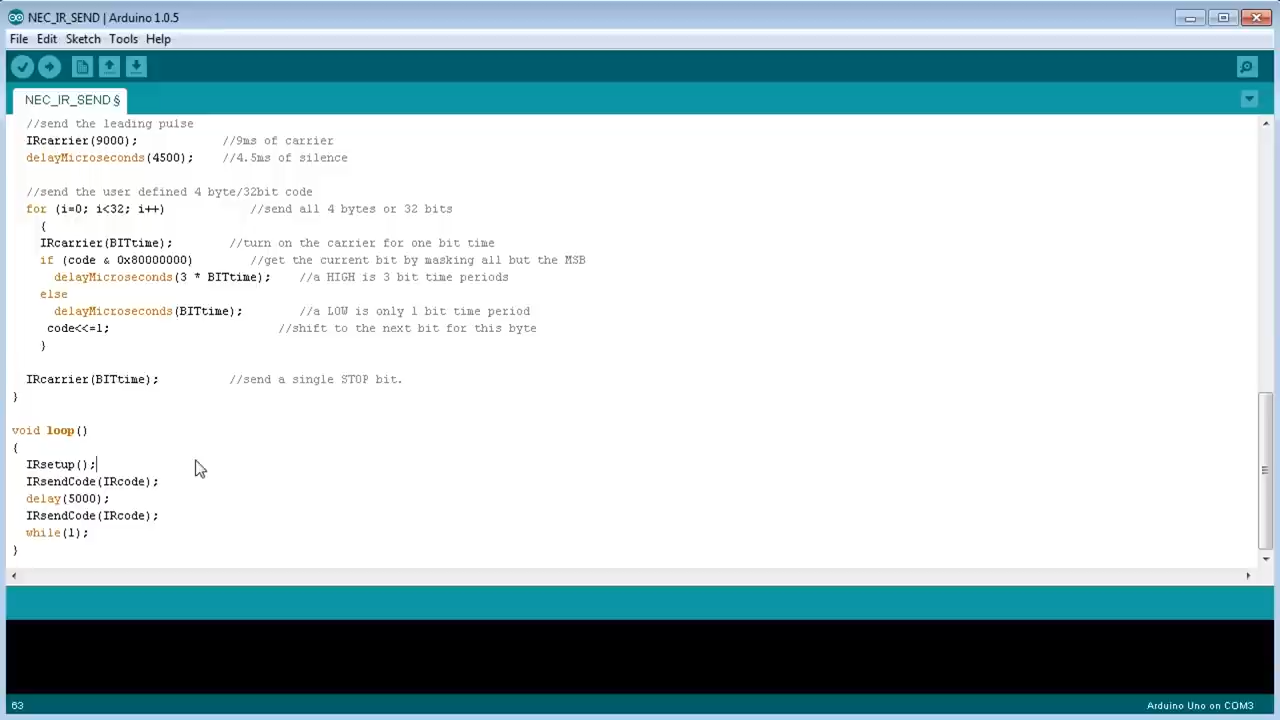 NEC_IR_SEND | Arduino 1.0.5
File Edit Sketch Tools Help
NEC_IR_SEND §
//send the leading pulse
IRcarrier(9000); //9ms of carrier
delayMicroseconds(4500); //4.5ms of silence
//send the user defined 4 byte/32bit code
for (i=0; i<32; i++) //send all 4 bytes or 32 bits
{
IRcarrier(BITtime); //turn on the carrier for one bit time
if (code & 0x80000000) //get the current bit by masking all but the MSB
delayMicroseconds(3 * BITtime); //a HIGH is 3 bit time periods
else
delayMicroseconds(BITtime); //a LOW is only 1 bit time period
code<<=1; //shift to the next bit for this byte
}
IRcarrier(BITtime); //send a single STOP bit.
}
void loop()
{
IRsetup();
IRsendCode(IRcode);
delay(5000);
IRsendCode(IRcode);
while(1);
}
63
Arduino Uno on COM3